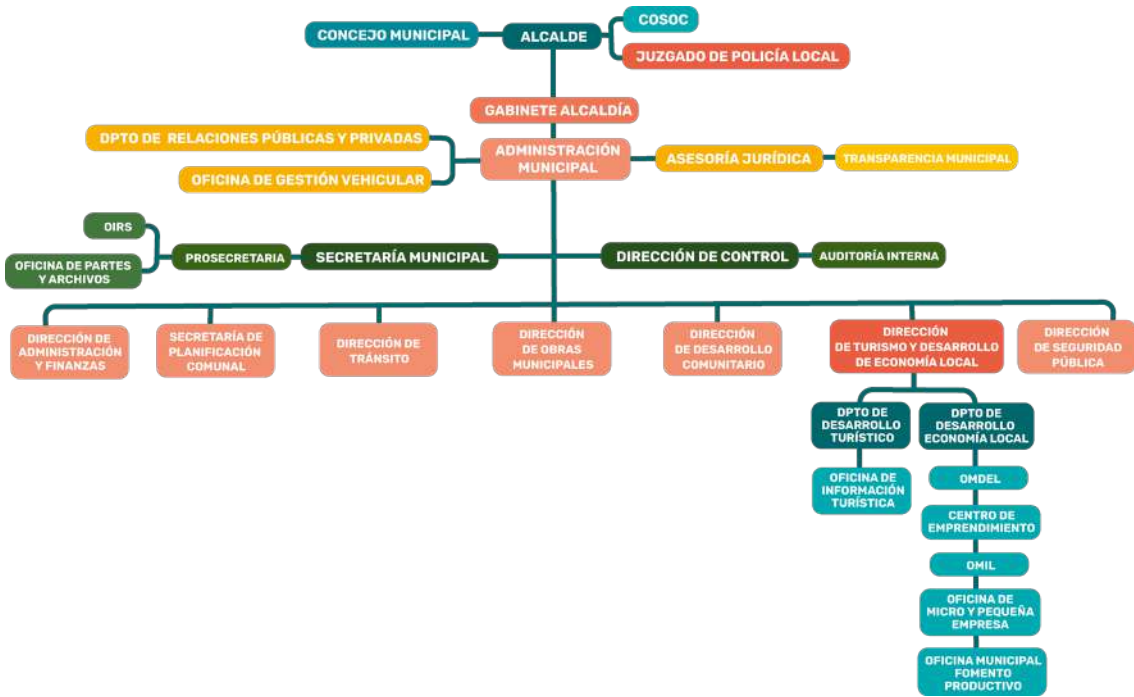 COSOC
CONCEJO MUNICIPAL
ALCALDE
JUZGADO DE POLICÍA LOCAL
GABINETE ALCALDÍA
DPTO DE RELACIONES PÚBLICAS Y PRIVADAS
ADMINISTRACIÓN
MUNICIPAL
ASESORÍA JURÍDICA
TRANSPARENCIA MUNICIPAL
OFICINA DE GESTIÓN VEHICULAR
OIRS
OFICINA DE PARTES
Y ARCHIVOS
PROSECRETARIA
SECRETARÍA MUNICIPAL
DIRECCIÓN DE CONTROL
AUDITORÍA INTERNA
DIRECCIÓN DE
ADMINISTRACIÓN
Y FINANZAS
SECRETARÍA DE
PLANIFICACIÓN
COMUNAL
DIRECCIÓN DE
TRÁNSITO
DIRECCIÓN
DE OBRAS
MUNICIPALES
DIRECCIÓN
DE DESARROLLO
COMUNITARIO
DIRECCIÓN
DE TURISMO Y DESARROLLO
DE ECONOMÍA LOCAL
DIRECCIÓN
DE SEGURIDAD
PÚBLICA
DPTO DE
DESARROLLO
TURÍSTICO
OFICINA DE
INFORMACIÓN
TURÍSTICA
DPTO DE
DESARROLLO
ECONOMÍA LOCAL
OMDEL
CENTRO DE
EMPRENDIMIENTO
OMIL
OFICINA DE
MICRO Y PEQUEÑA
EMPRESA
OFICINA MUNICIPAL
FOMENTO
PRODUCTIVO